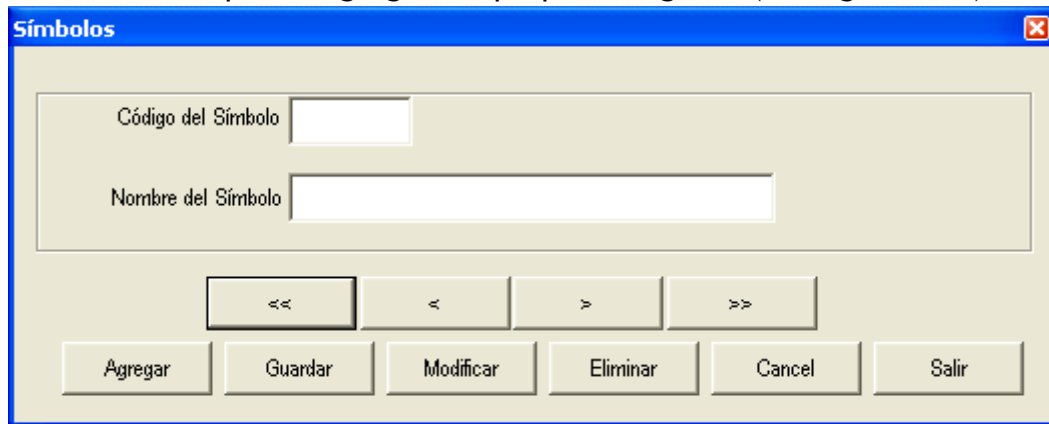 Símbolos
Código del Símbolo
Nombre del Símbolo
<< < > >>
Agregar Guardar Modificar Eliminar Cancel Salir